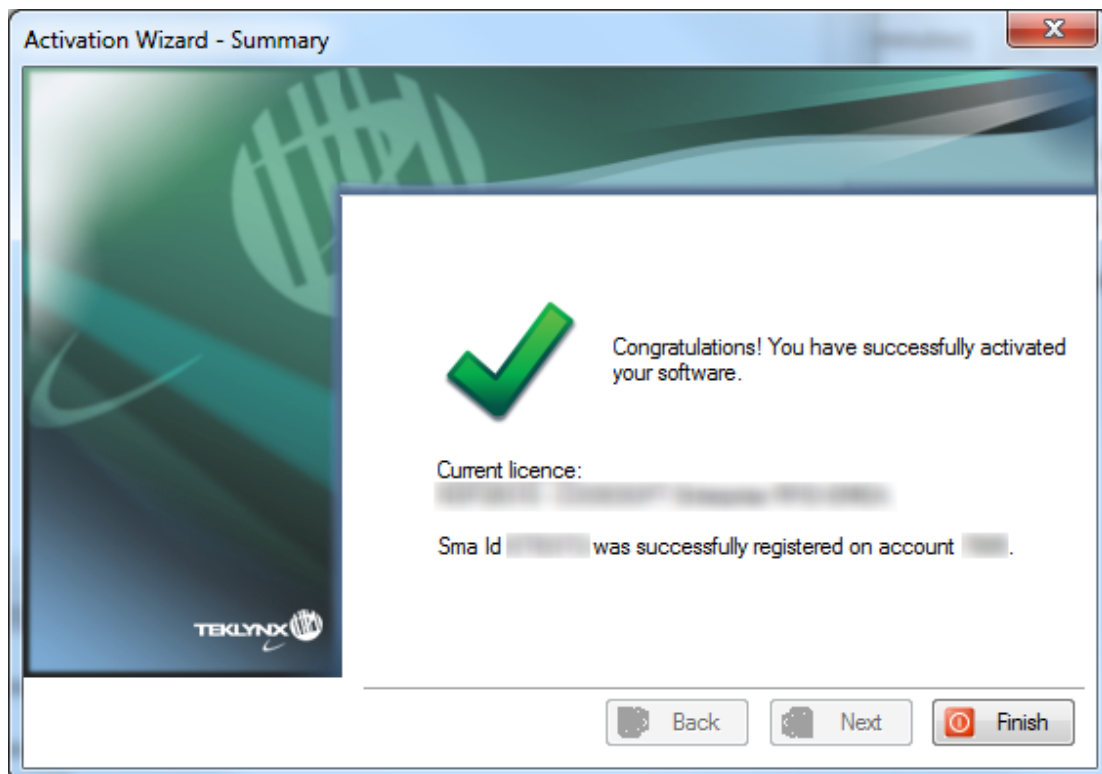 Activation Wizard - Summary
Congratulations! You have successfully activated
your software.
Current licence:
Sma Id was successfully registered on account .
TEKLYNX
Back Next Finish